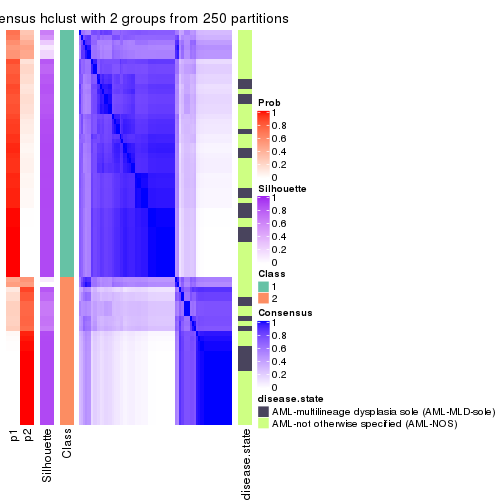 ensus hclust with 2 groups from 250 partitions
Prob
1
0.8
0.6
0.4
0.2
0
Silhouette
1
0.8
0.6
0.4
0.2
0
Class
1
2
Consensus
1
0.8
0.6
0.4
0.2
0
disease.state
AML-multilineage dysplasia sole (AML-MLD-sole)
AML-not otherwise specified (AML-NOS)
p1
p2
Silhouette
Class
disease.state